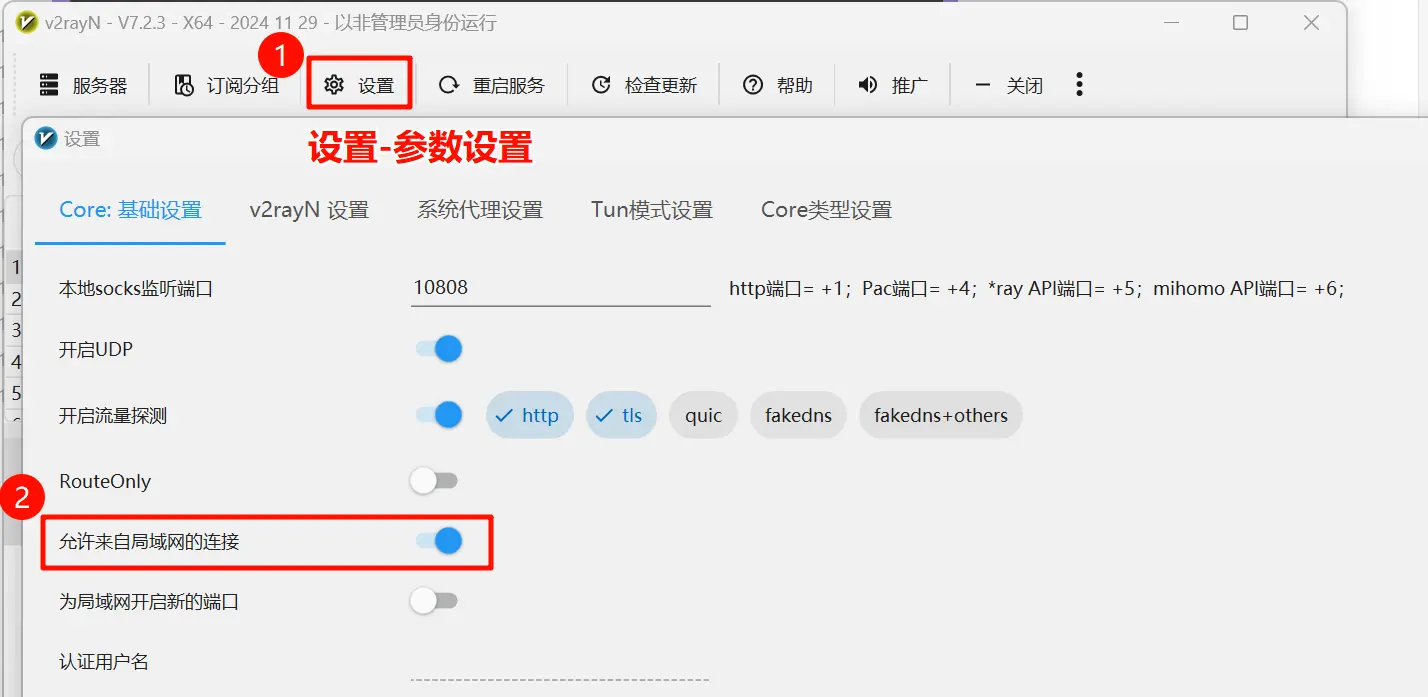 v2rayN - V7.2.3 - X64 - 2024 11 29 - 以非管理员身份运行
1
服务器 订阅分组 设置 重启服务 检查更新 帮助 推广 关闭
设置
设置-参数设置
Core: 基础设置 v2rayN 设置 系统代理设置 Tun模式设置 Core类型设置
1
本地socks监听端口 10808 http端口= +1；Pac端口= +4；*ray API端口= +5；mihomo API端口= +6；
2
3
开启UDP
4
5
开启流量探测 http tls quic fakedns fakedns+others
RouteOnly
2
允许来自局域网的连接
为局域网开启新的端口
认证用户名